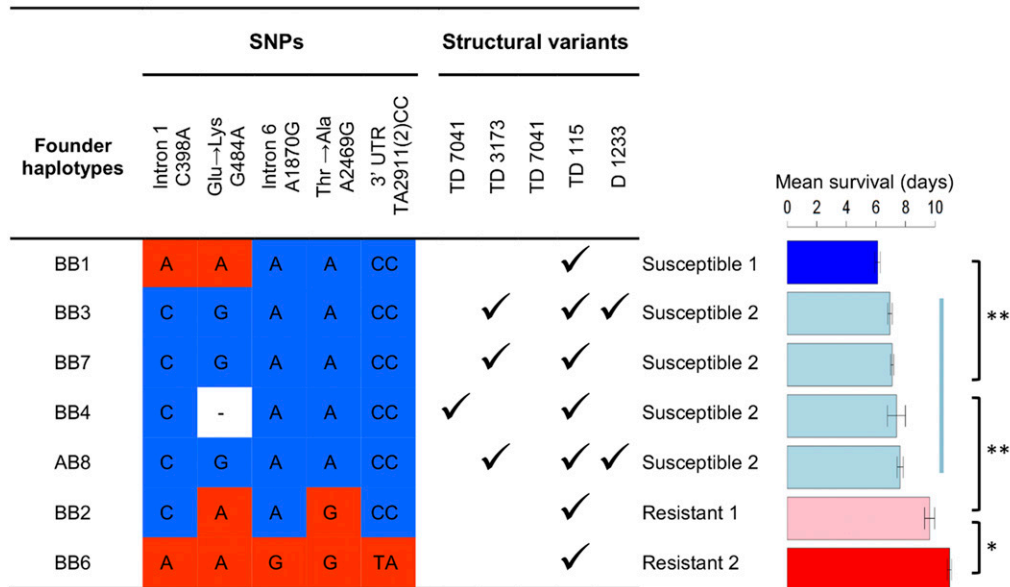 SNPs Structural variants
Founder haplotypes
Intron 1 C398A
Glu→Lys G484A
Intron 6 A1870G
Thr →Ala A2469G
3' UTR TA2911(2)CC
TD 7041
TD 3173
TD 7041
TD 115
D 1233
Mean survival (days)
0 2 4 6 8 10
BB1 A A A A CC ✓ Susceptible 1
BB3 C G A A CC ✓ ✓ ✓ Susceptible 2
**
BB7 C G A A CC ✓ ✓ Susceptible 2
BB4 C - A A CC ✓ ✓ Susceptible 2
AB8 C G A A CC ✓ ✓ ✓ Susceptible 2
**
BB2 C A A G CC ✓ Resistant 1
*
BB6 A A G G TA ✓ Resistant 2